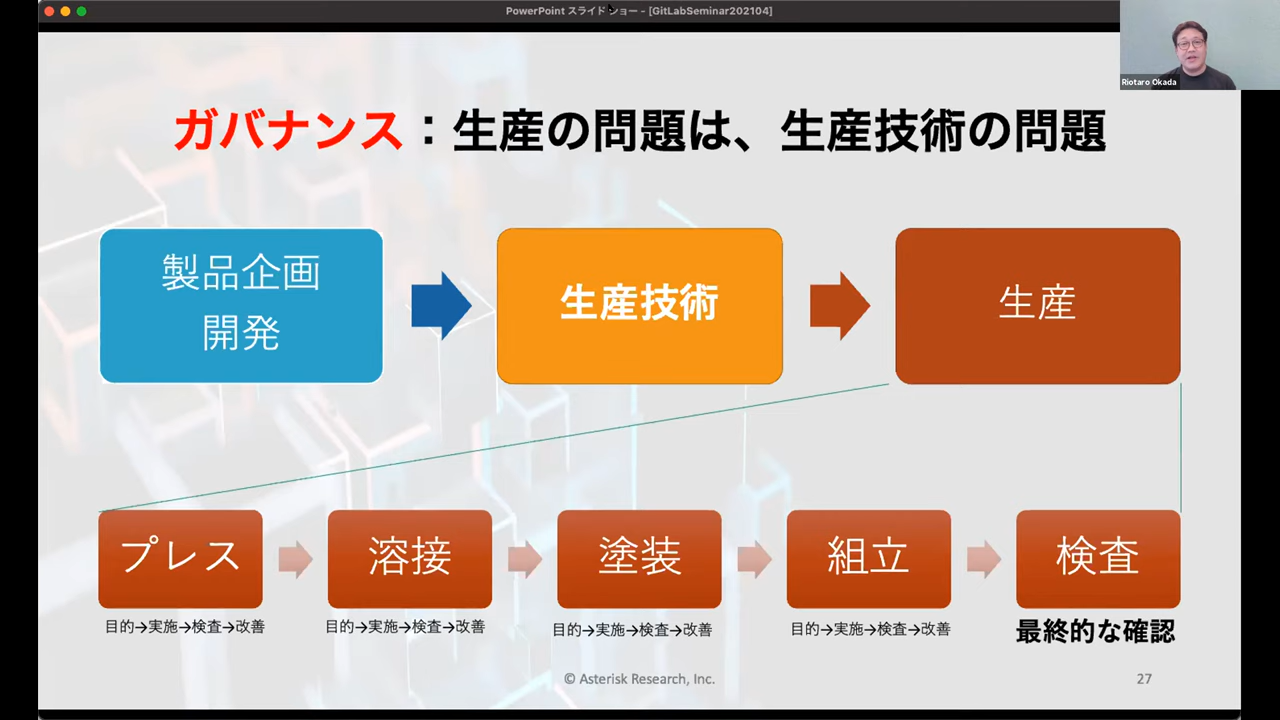 PowerPoint スライド ショー - [GitLabSeminar202104]
Riotaro Okada
ガバナンス：生産の問題は、生産技術の問題
製品企画
開発
生産技術
生産
プレス
溶接
塗装
組立
検査
目的→実施→検査→改善
目的→実施→検査→改善
目的→実施→検査→改善
目的→実施→検査→改善
最終的な確認
© Asterisk Research, Inc.
27